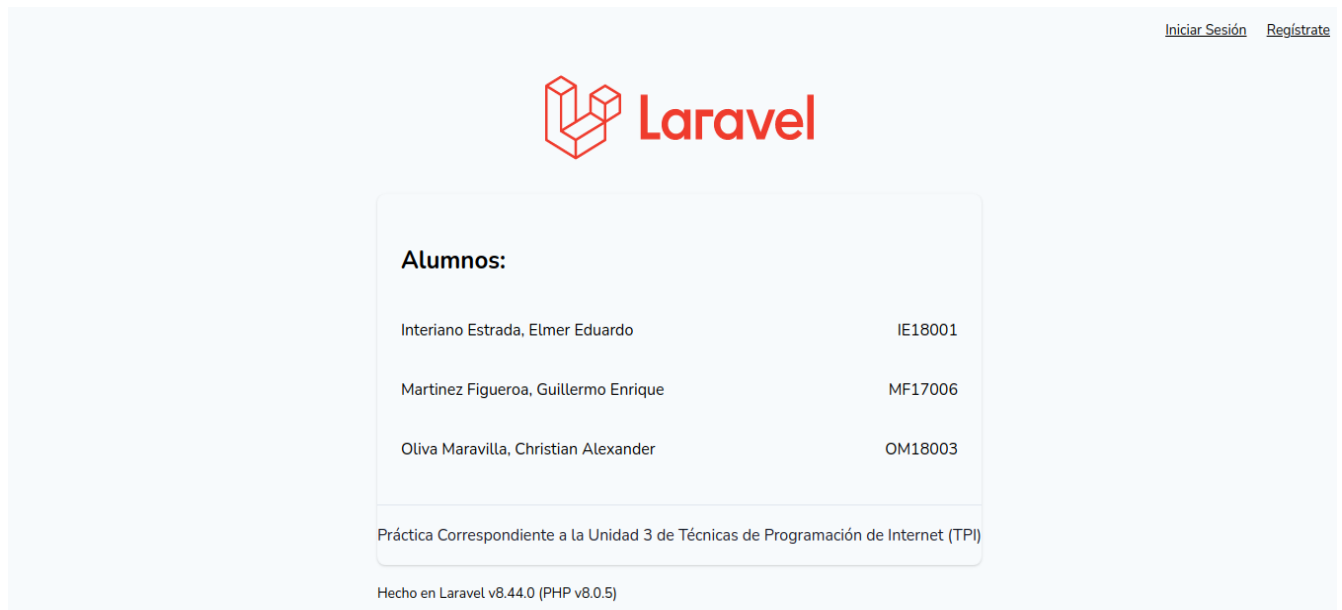 Iniciar Sesión Regístrate
Laravel
Alumnos:
Interiano Estrada, Elmer Eduardo IE18001
Martinez Figueroa, Guillermo Enrique MF17006
Oliva Maravilla, Christian Alexander OM18003
Práctica Correspondiente a la Unidad 3 de Técnicas de Programación de Internet (TPI)
Hecho en Laravel v8.44.0 (PHP v8.0.5)